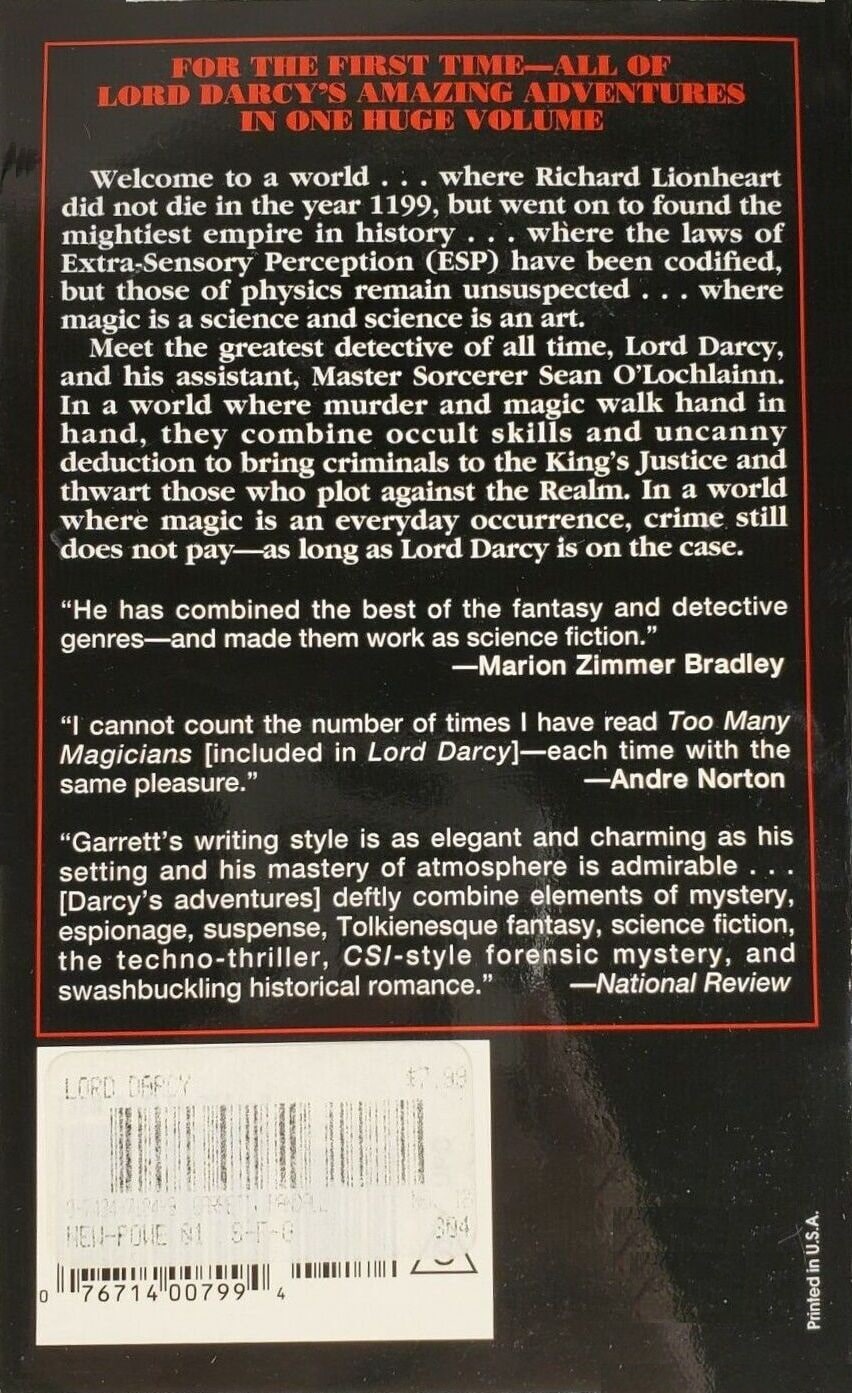 FOR THE FIRST TIME—ALL OF
LORD DARCY'S AMAZING ADVENTURES
IN ONE HUGE VOLUME
Welcome to a world . . . where Richard Lionheart
did not die in the year 1199, but went on to found the
mightiest empire in history . . . where the laws of
Extra-Sensory Perception (ESP) have been codified,
but those of physics remain unsuspected . . . where
magic is a science and science is an art.
Meet the greatest detective of all time, Lord Darcy,
and his assistant, Master Sorcerer Sean O'Lochlainn.
In a world where murder and magic walk hand in
hand, they combine occult skills and uncanny
deduction to bring criminals to the King's Justice and
thwart those who plot against the Realm. In a world
where magic is an everyday occurrence, crime still
does not pay—as long as Lord Darcy is on the case.
“He has combined the best of the fantasy and detective
genres—and made them work as science fiction.”
—Marion Zimmer Bradley
“I cannot count the number of times I have read Too Many
Magicians [included in Lord Darcy]—each time with the
same pleasure.” —Andre Norton
“Garrett's writing style is as elegant and charming as his
setting and his mastery of atmosphere is admirable . . .
[Darcy's adventures] deftly combine elements of mystery,
espionage, suspense, Tolkienesque fantasy, science fiction,
the techno-thriller, CSI-style forensic mystery, and
swashbuckling historical romance.” —National Review
LORD DARCY $7.99
304
0 76714 00799 4
Printed in U.S.A.